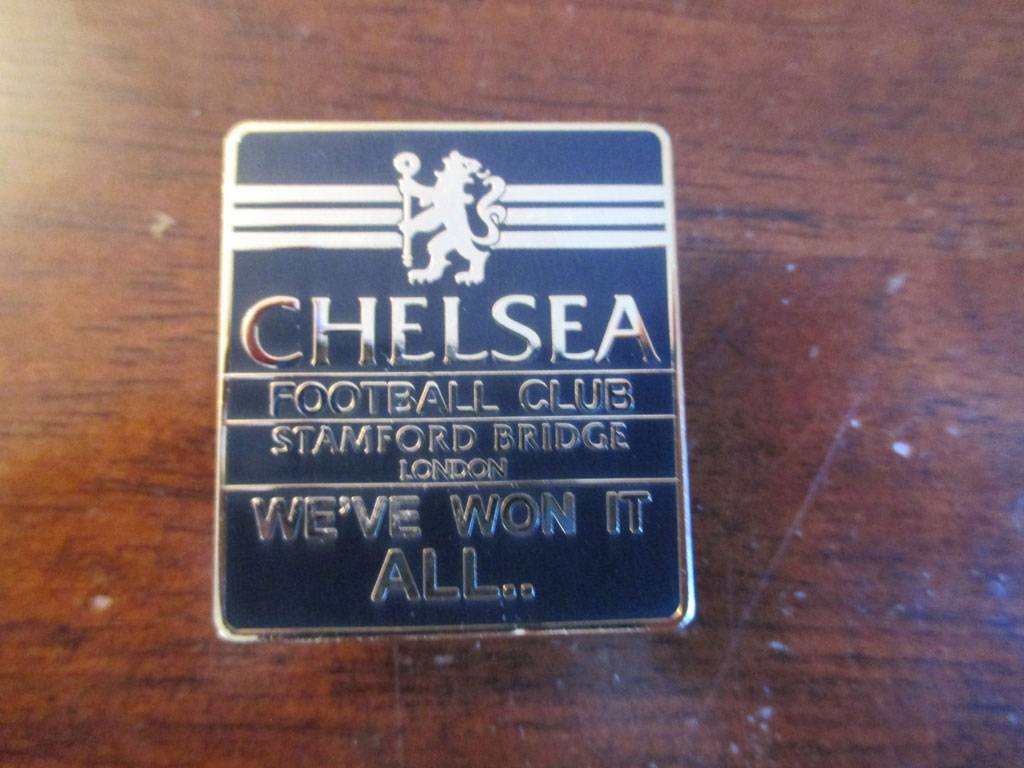 CHELSEA
FOOTBALL CLUB
STAMFORD BRIDGE
LONDON
WE'VE WON IT
ALL..